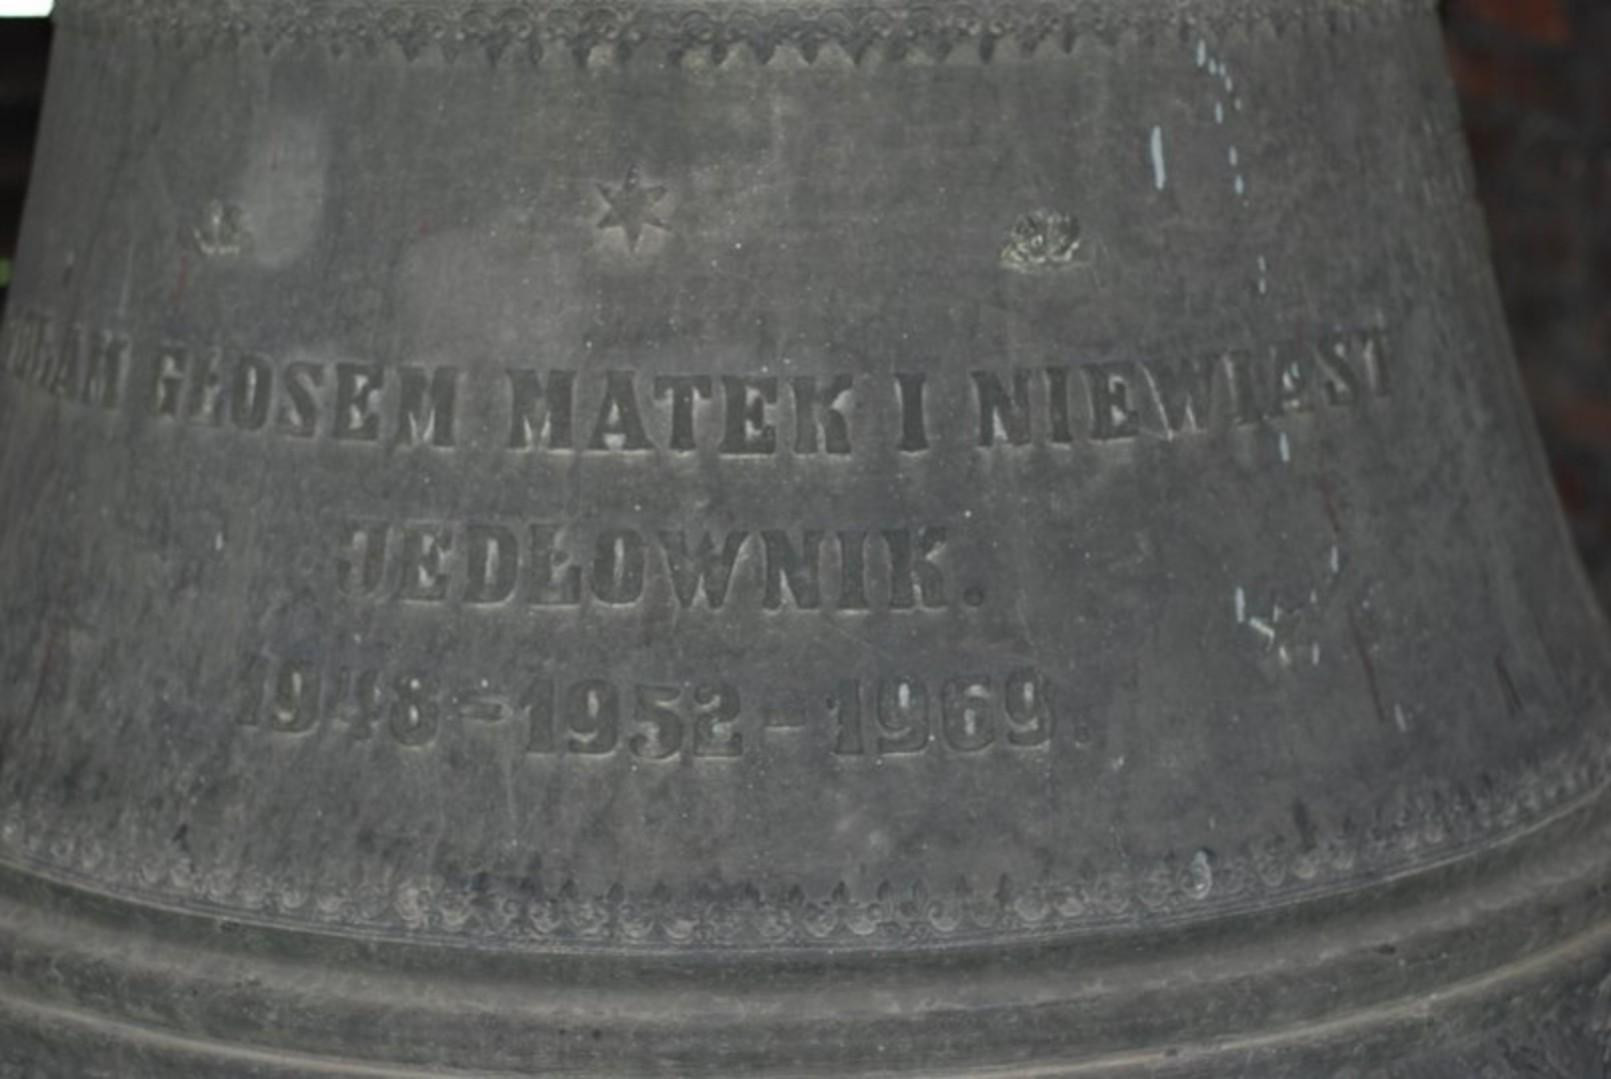 GŁOSEM MATEK I NIEWIAST
JEDŁOWNIK.
1948-1952-1969.